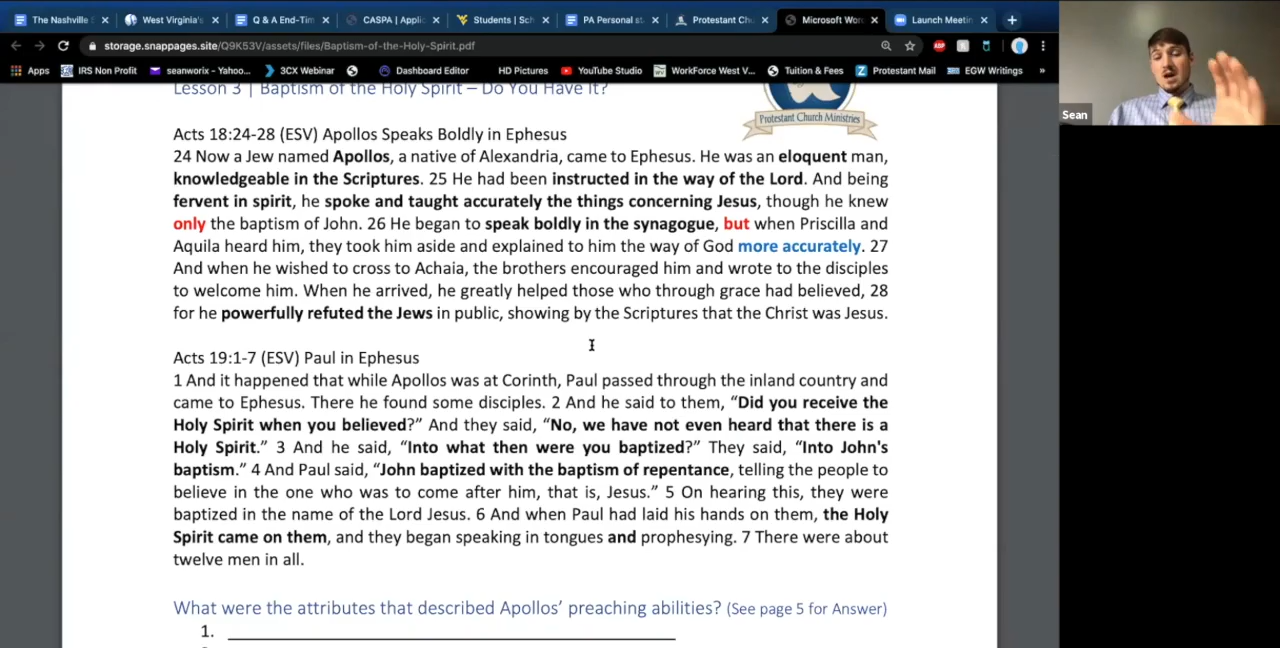 The Nashville
West Virginia's
Q & A End-Tim
CASPA | Applic
Students | Sch
PA Personal st
Protestant Chu
Microsoft Wor
Launch Meetin
storage.snappages.site/Q9K53V/assets/files/Baptism-of-the-Holy-Spirit.pdf
ABP
Apps
IRS Non Profit
seanworix - Yahoo...
3CX Webinar
Dashboard Editor
HD Pictures
YouTube Studio
WorkForce West V...
Tuition & Fees
Protestant Mail
EGW Writings
»
Sean
Lesson 3 | Baptism of the Holy Spirit – Do You Have It?
Protestant Church Ministries
Acts 18:24-28 (ESV) Apollos Speaks Boldly in Ephesus
24 Now a Jew named Apollos, a native of Alexandria, came to Ephesus. He was an eloquent man,
knowledgeable in the Scriptures. 25 He had been instructed in the way of the Lord. And being
fervent in spirit, he spoke and taught accurately the things concerning Jesus, though he knew
only the baptism of John. 26 He began to speak boldly in the synagogue, but when Priscilla and
Aquila heard him, they took him aside and explained to him the way of God more accurately. 27
And when he wished to cross to Achaia, the brothers encouraged him and wrote to the disciples
to welcome him. When he arrived, he greatly helped those who through grace had believed, 28
for he powerfully refuted the Jews in public, showing by the Scriptures that the Christ was Jesus.
Acts 19:1-7 (ESV) Paul in Ephesus
1 And it happened that while Apollos was at Corinth, Paul passed through the inland country and
came to Ephesus. There he found some disciples. 2 And he said to them, “Did you receive the
Holy Spirit when you believed?” And they said, “No, we have not even heard that there is a
Holy Spirit.” 3 And he said, “Into what then were you baptized?” They said, “Into John's
baptism.” 4 And Paul said, “John baptized with the baptism of repentance, telling the people to
believe in the one who was to come after him, that is, Jesus.” 5 On hearing this, they were
baptized in the name of the Lord Jesus. 6 And when Paul had laid his hands on them, the Holy
Spirit came on them, and they began speaking in tongues and prophesying. 7 There were about
twelve men in all.
What were the attributes that described Apollos’ preaching abilities? (See page 5 for Answer)
1.